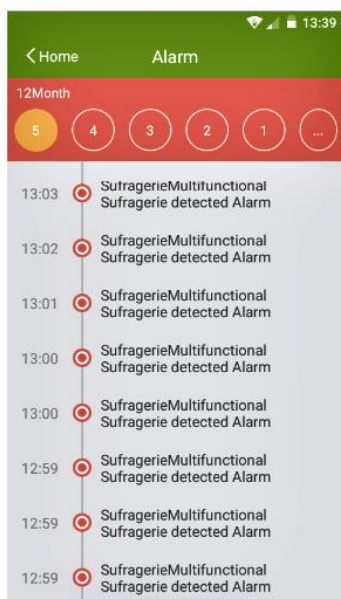 13:39
Home Alarm
12Month
5 4 3 2 1 ...
13:03 SufragerieMultifunctional
Sufragerie detected Alarm
13:02 SufragerieMultifunctional
Sufragerie detected Alarm
13:01 SufragerieMultifunctional
Sufragerie detected Alarm
13:00 SufragerieMultifunctional
Sufragerie detected Alarm
13:00 SufragerieMultifunctional
Sufragerie detected Alarm
12:59 SufragerieMultifunctional
Sufragerie detected Alarm
12:59 SufragerieMultifunctional
Sufragerie detected Alarm
12:59 SufragerieMultifunctional
Sufragerie detected Alarm